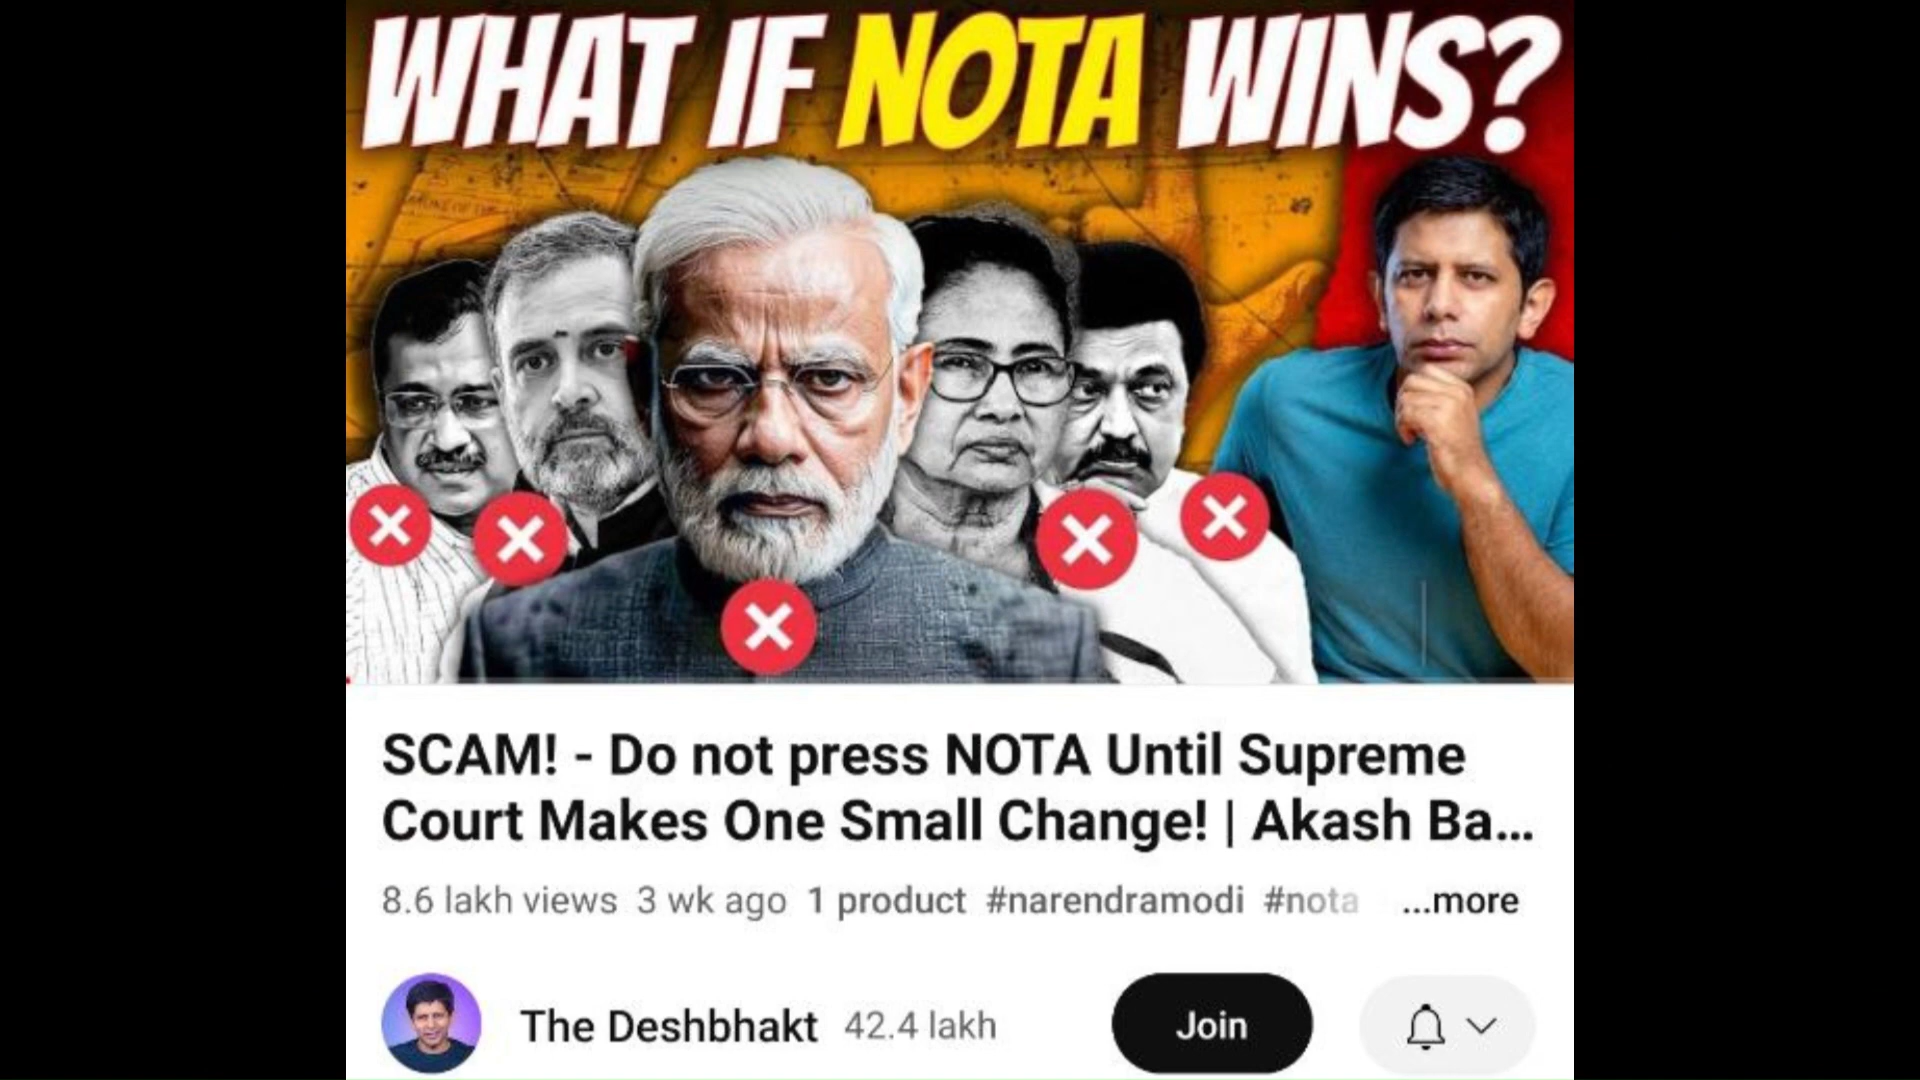 WHAT IF NOTA WINS?
SCAM! - Do not press NOTA Until Supreme
Court Makes One Small Change! | Akash Ba...
8.6 lakh views 3 wk ago 1 product #narendramodi #nota ...more
The Deshbhakt 42.4 lakh Join